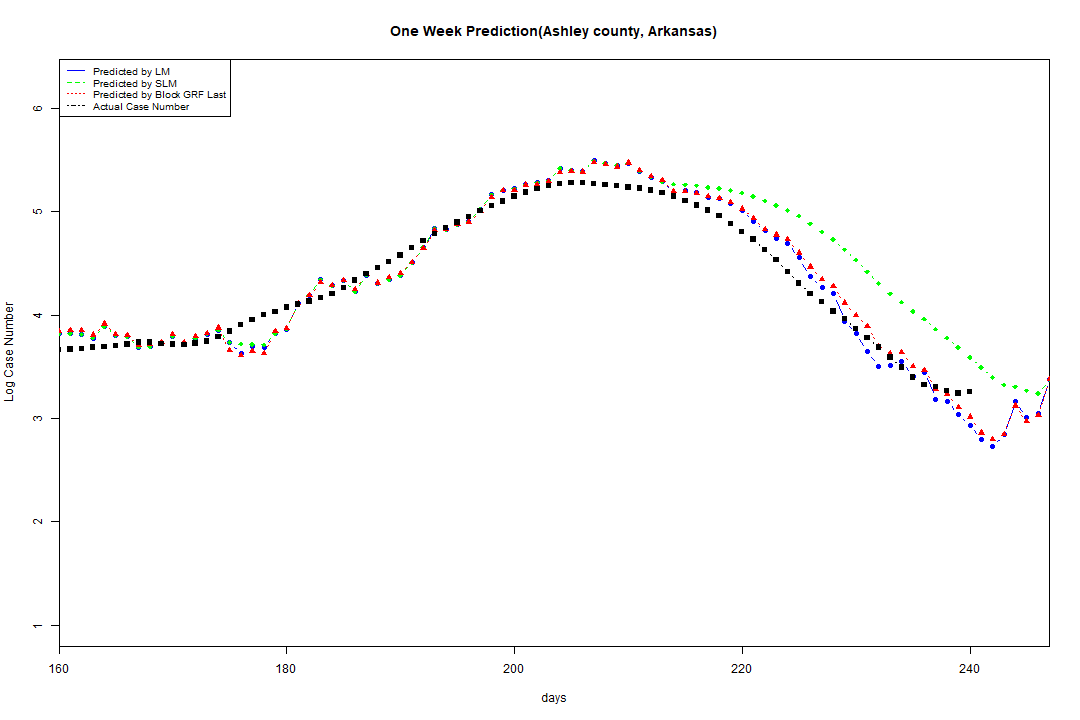 One Week Prediction(Ashley county, Arkansas)
Predicted by LM
Predicted by SLM
Predicted by Block GRF Last
Actual Case Number
6
5
4
3
2
1
Log Case Number
160 180 200 220 240
days